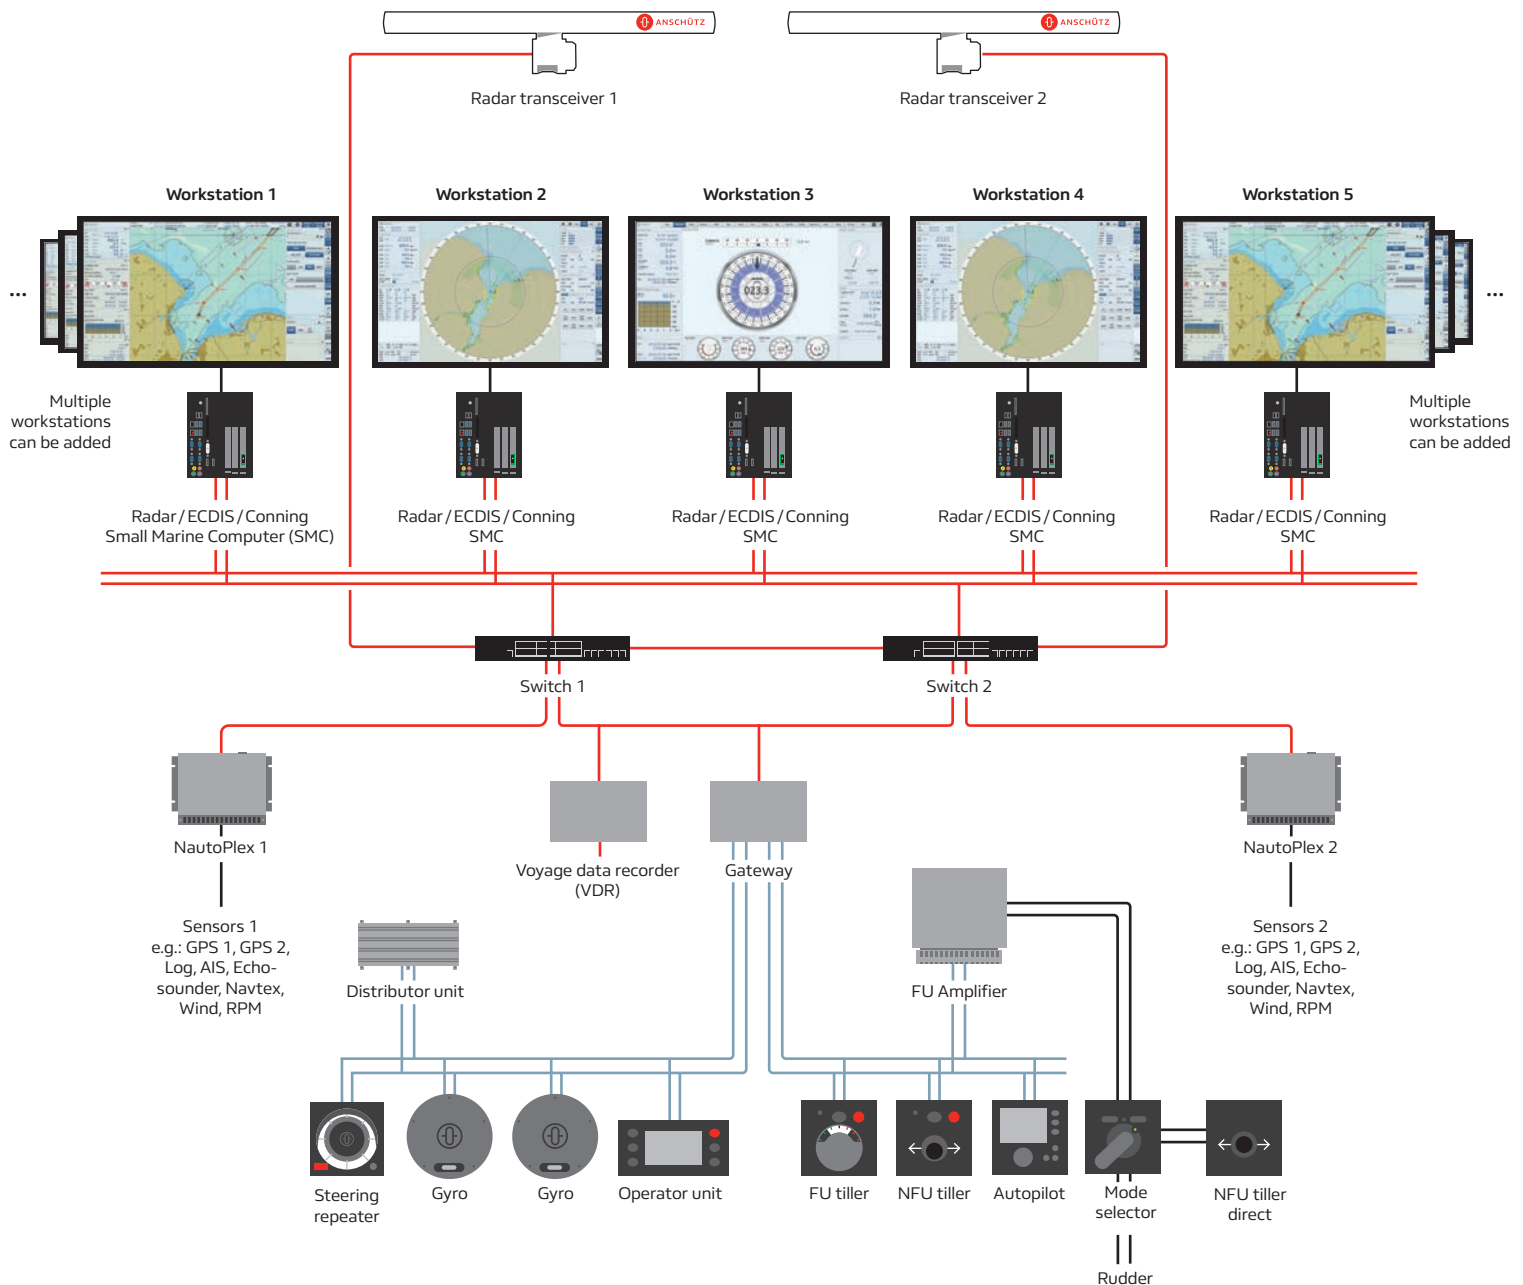 ANSCHÜTZ
ANSCHÜTZ
Radar transceiver 1
Radar transceiver 2
Workstation 1
Workstation 2
Workstation 3
Workstation 4
Workstation 5
...
...
023.3
Multiple
workstations
can be added
Multiple
workstations
can be added
Radar / ECDIS / Conning
Small Marine Computer (SMC)
Radar / ECDIS / Conning
SMC
Radar / ECDIS / Conning
SMC
Radar / ECDIS / Conning
SMC
Radar / ECDIS / Conning
SMC
Switch 1
Switch 2
NautoPlex 1
Voyage data recorder
(VDR)
Gateway
NautoPlex 2
Sensors 1
e.g.: GPS 1, GPS 2,
Log, AIS, Echo-
sounder, Navtex,
Wind, RPM
Distributor unit
FU Amplifier
Sensors 2
e.g.: GPS 1, GPS 2,
Log, AIS, Echo-
sounder, Navtex,
Wind, RPM
Steering
repeater
Gyro
Gyro
Operator unit
FU tiller
NFU tiller
Autopilot
Mode
selector
NFU tiller
direct
Rudder